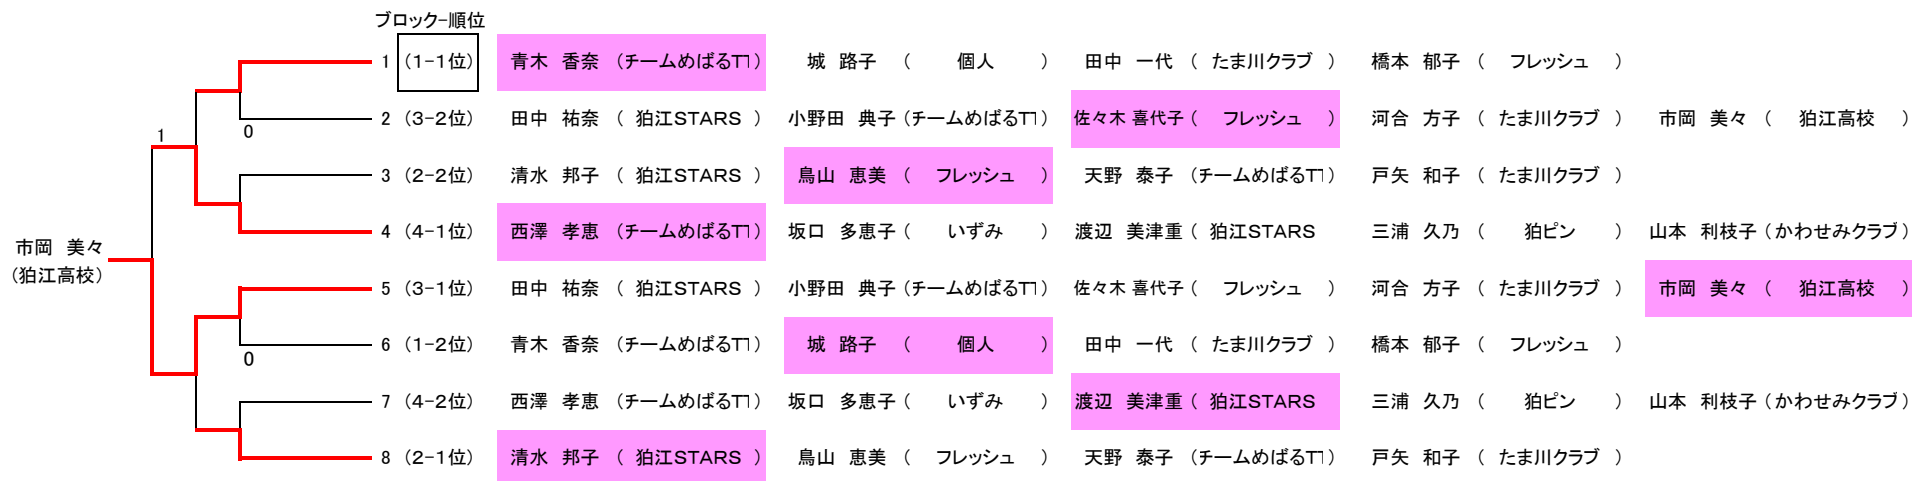 ブロック-順位
1 (1-1位) 青木 香奈 (チームめばるTT) 城 路子 ( 個人 ) 田中 一代 ( たま川クラブ ) 橋本 郁子 ( フレッシュ )
2 (3-2位) 田中 祐奈 ( 狛江STARS ) 小野田 典子 (チームめばるTT) 佐々木 喜代子 ( フレッシュ ) 河合 方子 ( たま川クラブ ) 市岡 美々 ( 狛江高校 )
0
1
3 (2-2位) 清水 邦子 ( 狛江STARS ) 鳥山 恵美 ( フレッシュ ) 天野 泰子 (チームめばるTT) 戸矢 和子 ( たま川クラブ )
4 (4-1位) 西澤 孝恵 (チームめばるTT) 坂口 多恵子 ( いずみ ) 渡辺 美津重 ( 狛江STARS 三浦 久乃 ( 狛ピン ) 山本 利枝子 (かわせみクラブ)
市岡 美々
(狛江高校)
5 (3-1位) 田中 祐奈 ( 狛江STARS ) 小野田 典子 (チームめばるTT) 佐々木 喜代子 ( フレッシュ ) 河合 方子 ( たま川クラブ ) 市岡 美々 ( 狛江高校 )
6 (1-2位) 青木 香奈 (チームめばるTT) 城 路子 ( 個人 ) 田中 一代 ( たま川クラブ ) 橋本 郁子 ( フレッシュ )
0
7 (4-2位) 西澤 孝恵 (チームめばるTT) 坂口 多恵子 ( いずみ ) 渡辺 美津重 ( 狛江STARS 三浦 久乃 ( 狛ピン ) 山本 利枝子 (かわせみクラブ)
8 (2-1位) 清水 邦子 ( 狛江STARS ) 鳥山 恵美 ( フレッシュ ) 天野 泰子 (チームめばるTT) 戸矢 和子 ( たま川クラブ )